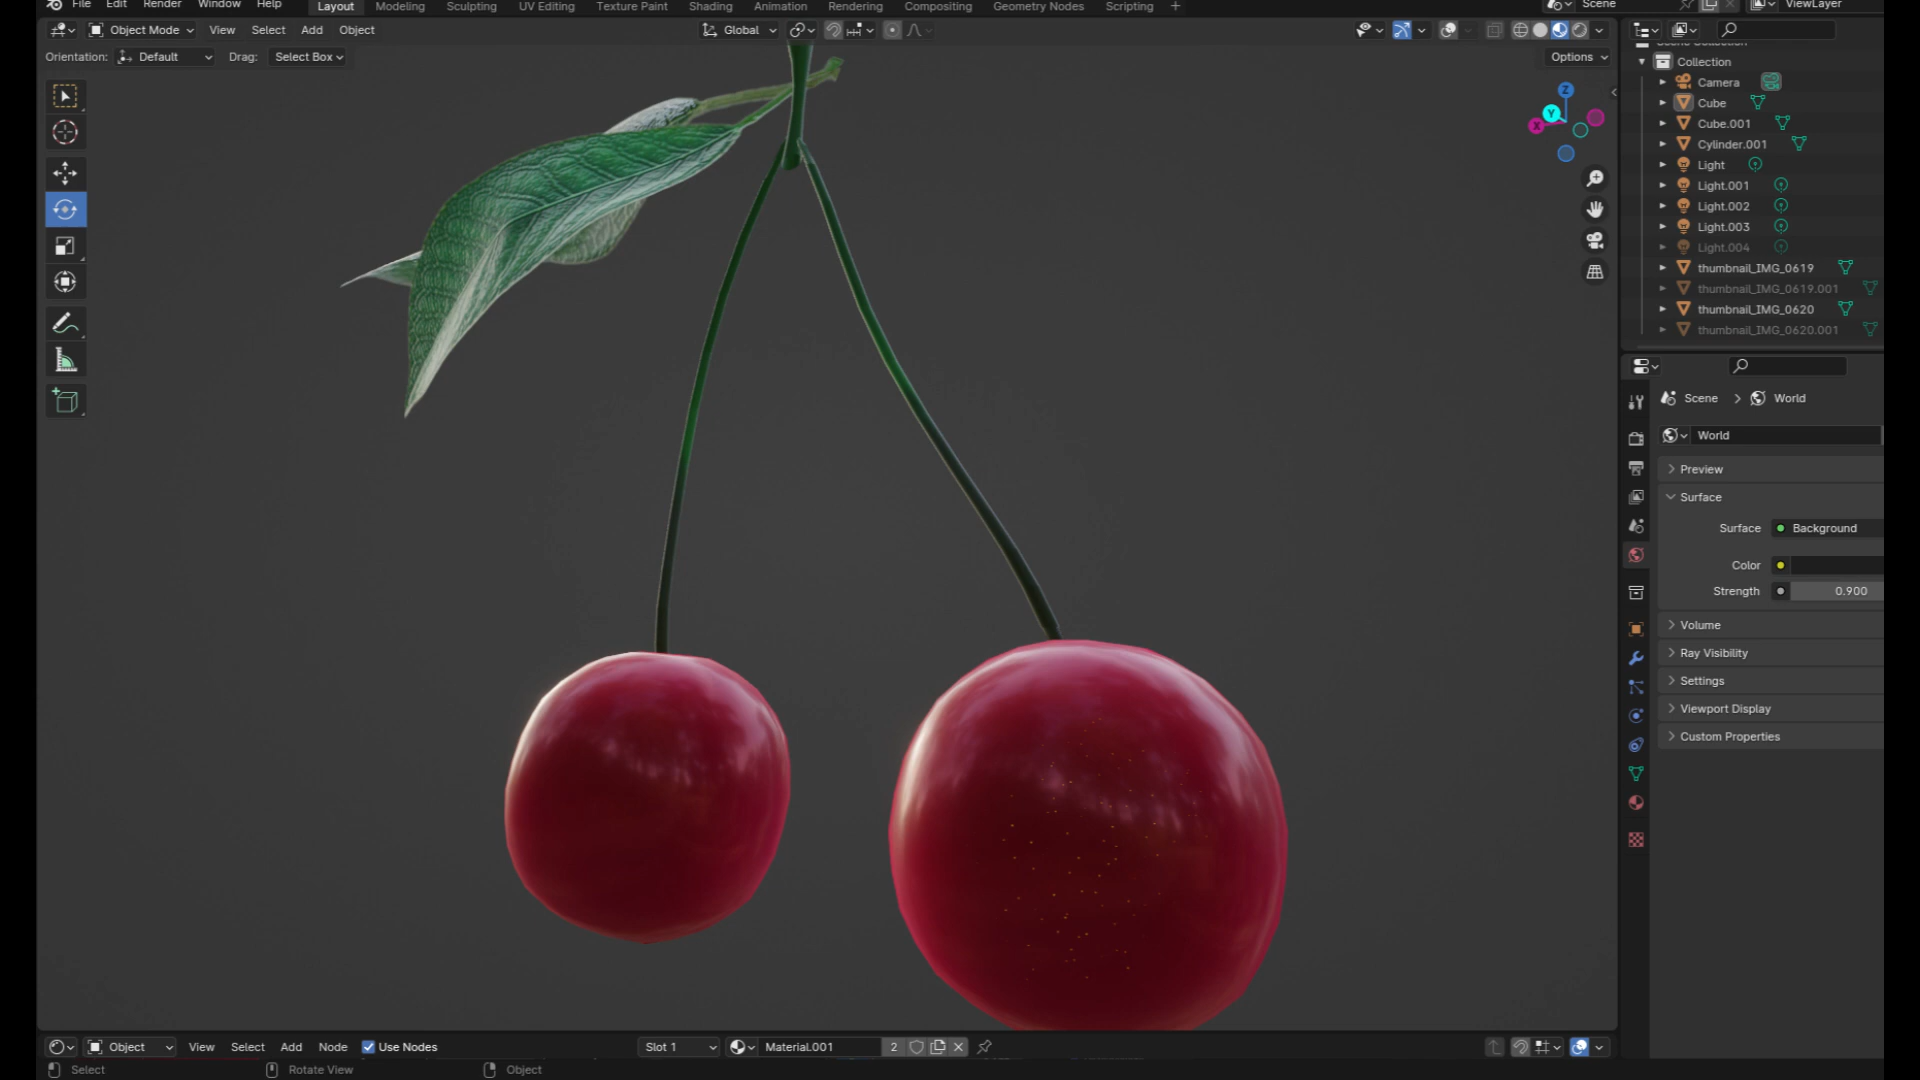 File Edit Render Window Help Layout Modeling Sculpting UV Editing Texture Paint Shading Animation Rendering Compositing Geometry Nodes Scripting + Scene ViewLayer
Object Mode View Select Add Object Global
Orientation: Default Drag: Select Box Options
Scene Collection
Collection
Camera
Cube
Cube.001
Cylinder.001
Light
Light.001
Light.002
Light.003
Light.004
thumbnail_IMG_0619
thumbnail_IMG_0619.001
thumbnail_IMG_0620
thumbnail_IMG_0620.001
Z
Y
X
Scene > World
World
Preview
Surface
Surface Background
Color
Strength 0.900
Volume
Ray Visibility
Settings
Viewport Display
Custom Properties
Object View Select Add Node Use Nodes Slot 1 Material.001 2
Select Rotate View Object